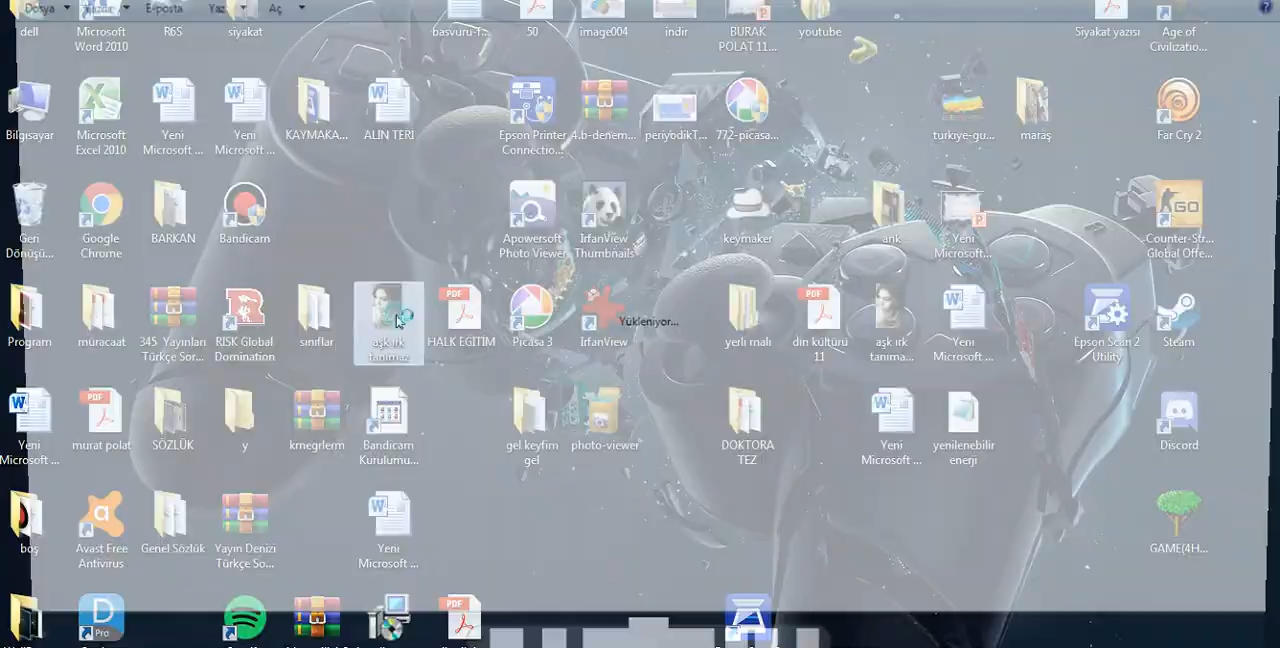 Dosya Yazdır E-posta Yaz Aç
dell Microsoft Word 2010 R6S siyakat basvuru-f... 50 image004 indir BURAK POLAT 11... youtube Siyakat yazısı Age of Civilizatio...
Bilgisayar Microsoft Excel 2010 Yeni Microsoft ... Yeni Microsoft ... KAYMAKA... ALIN TERİ Epson Printer Connectio... 4.b-denem... periyodikT... 772-picasa... turkiye-gu... maraş Far Cry 2
Geri Dönüşü... Google Chrome BARKAN Bandicam Apowersoft Photo Viewer IrfanView Thumbnails keymaker arık Yeni Microsoft... Counter-Str... Global Offe...
Program müracaat 345 Yayınları Türkçe Sor... RISK Global Domination sınıflar aşk ırk tanımaz HALK EĞİTİM Picasa 3 IrfanView Yükleniyor... yerli malı din kültürü 11 aşk ırk tanıma... Yeni Microsoft ... Epson Scan 2 Utility Steam
Yeni Microsoft ... murat polat SÖZLÜK y Bandicam Kurulumu... gel keyfim gel photo-viewer DOKTORA TEZ Yeni Microsoft ... yenilenebilir enerji Discord
boş Avast Free Antivirus Genel Sözlük Yayın Denizi Türkçe So... Yeni Microsoft ... GAME(4H...